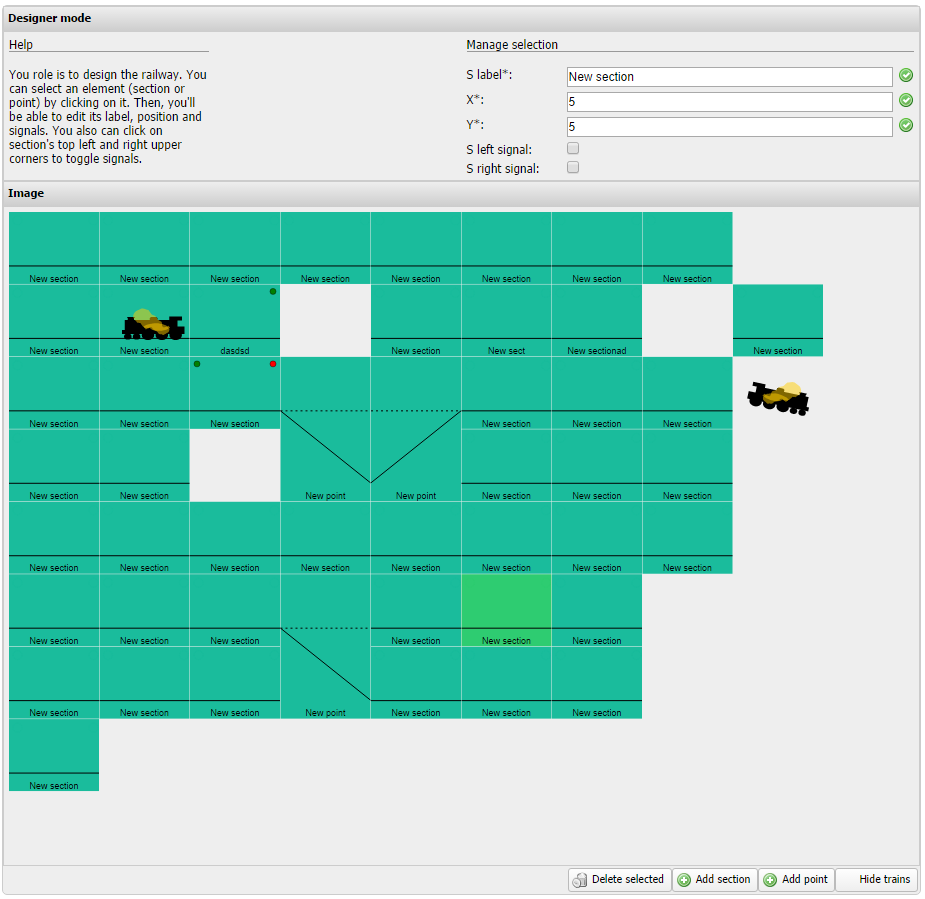 Designer mode
Help
You role is to design the railway. You
can select an element (section or
point) by clicking on it. Then, you'll
be able to edit its label, position and
signals. You also can click on
section's top left and right upper
corners to toggle signals.
Manage selection
S label*: New section
X*: 5
Y*: 5
S left signal:
S right signal:
Image
New section New section New section New section New section New section New section New section
New section New section dasdsd New section New sect New sectionad New section
New section New section New section New section New section New section
New section New section New point New point New section New section New section
New section New section New section New section New section New section New section New section
New section New section New section New section New section New section
New section New section New section New point New section New section New section
New section
Delete selected Add section Add point Hide trains